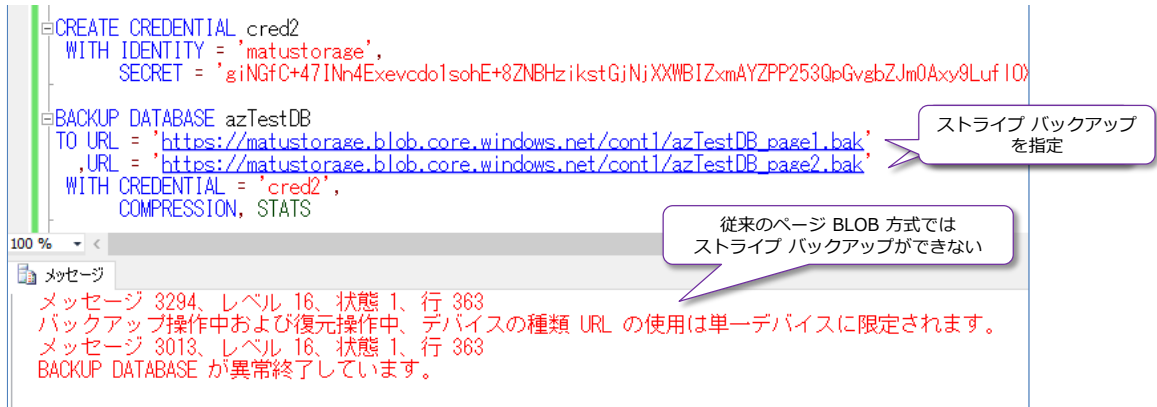 CREATE CREDENTIAL cred2
WITH IDENTITY = 'matustorage',
SECRET = 'giNGfC+47INn4Exevcdo1sohE+8ZNBHzikstGjNjXXWBIZxmAYZPP253QpGvgbZJm0Axy9LuflOX
BACKUP DATABASE azTestDB
TO URL = 'https://matustorage.blob.core.windows.net/cont1/azTestDB_page1.bak'
,URL = 'https://matustorage.blob.core.windows.net/cont1/azTestDB_page2.bak'
WITH CREDENTIAL = 'cred2',
COMPRESSION, STATS
ストライプ バックアップ
を指定
従来のページ BLOB 方式では
ストライプ バックアップができない
100 %
メッセージ
メッセージ 3294、レベル 16、状態 1、行 363
バックアップ操作中および復元操作中、デバイスの種類 URL の使用は単一デバイスに限定されます。
メッセージ 3013、レベル 16、状態 1、行 363
BACKUP DATABASE が異常終了しています。